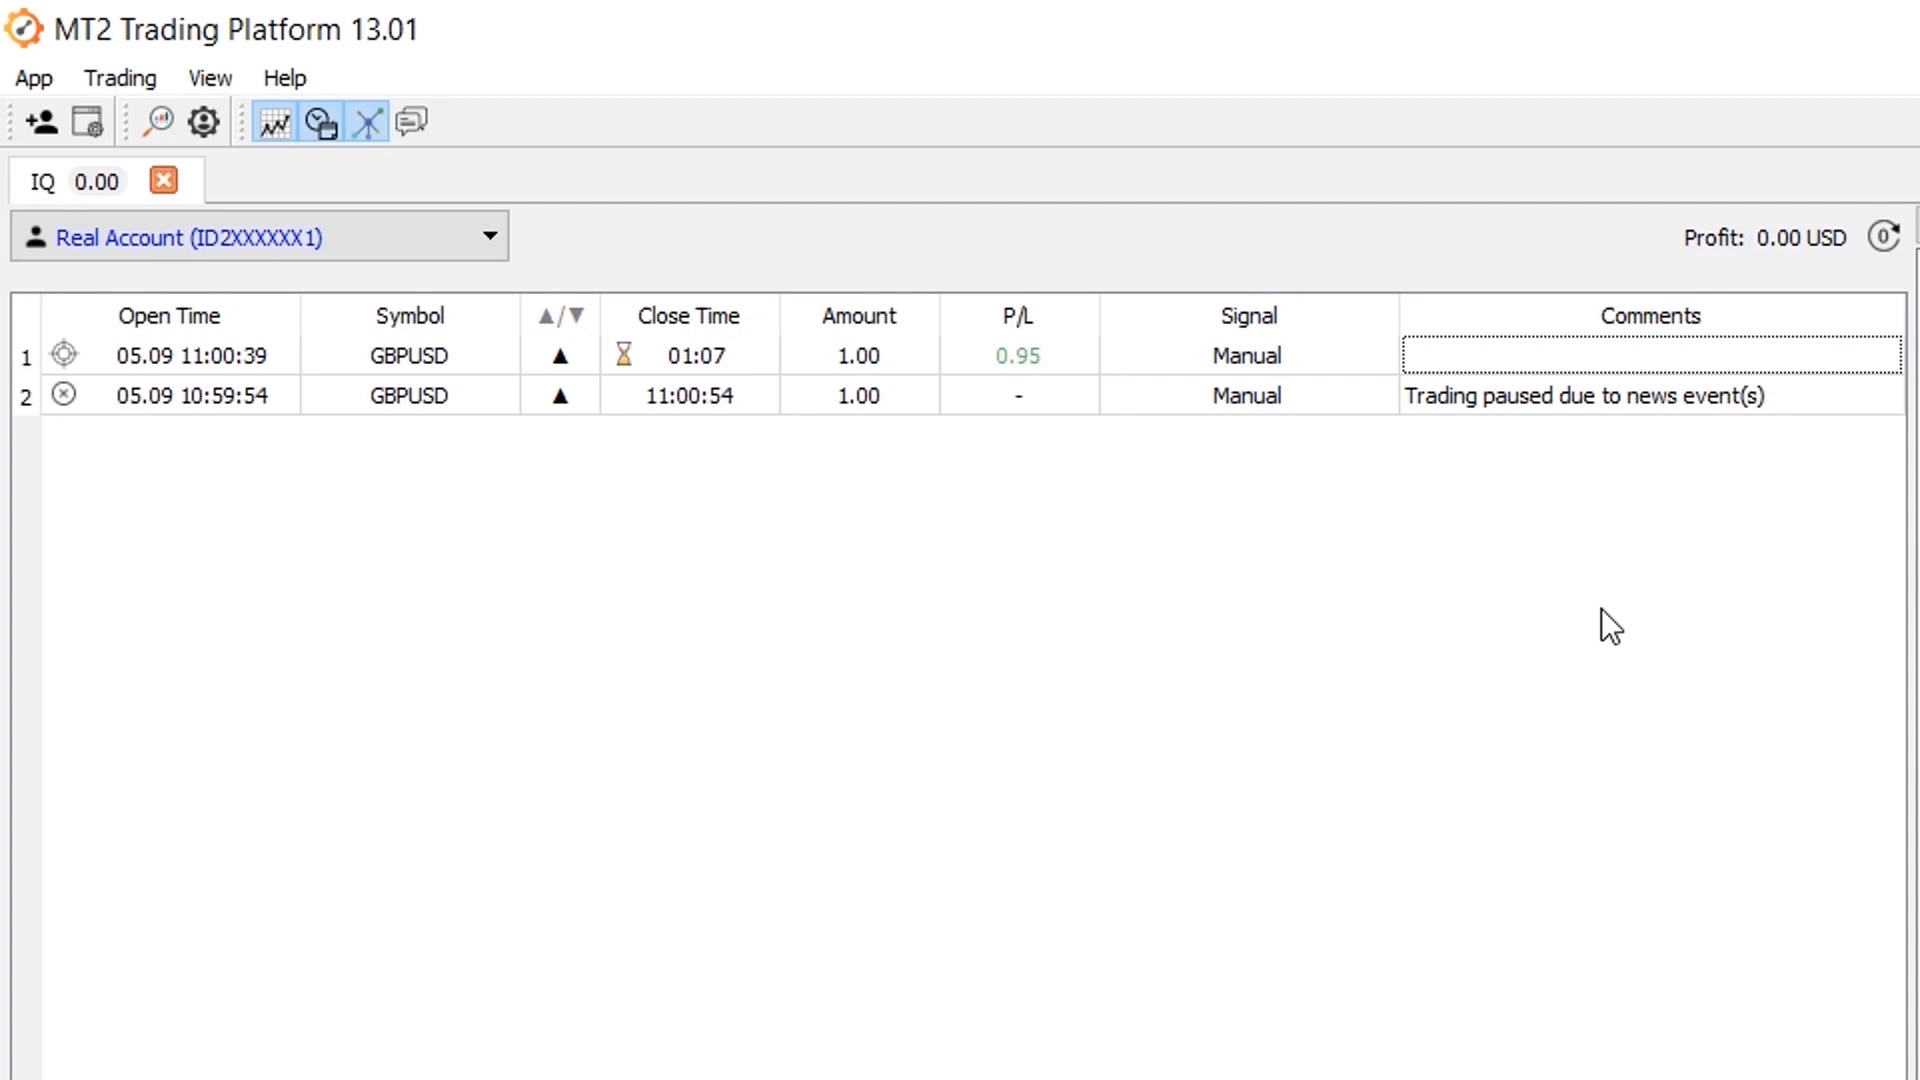 MT2 Trading Platform 13.01
App Trading View Help
IQ 0.00
Real Account (ID2XXXXXX1)
Profit: 0.00 USD
Open Time Symbol ▲/▼ Close Time Amount P/L Signal Comments
1 05.09 11:00:39 GBPUSD ▲ 01:07 1.00 0.95 Manual
2 05.09 10:59:54 GBPUSD ▲ 11:00:54 1.00 - Manual Trading paused due to news event(s)